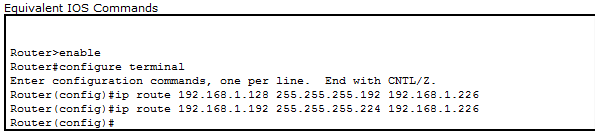 Equivalent IOS Commands
Router>enable
Router#configure terminal
Enter configuration commands, one per line.  End with CNTL/Z.
Router(config)#ip route 192.168.1.128 255.255.255.192 192.168.1.226
Router(config)#ip route 192.168.1.192 255.255.255.224 192.168.1.226
Router(config)#